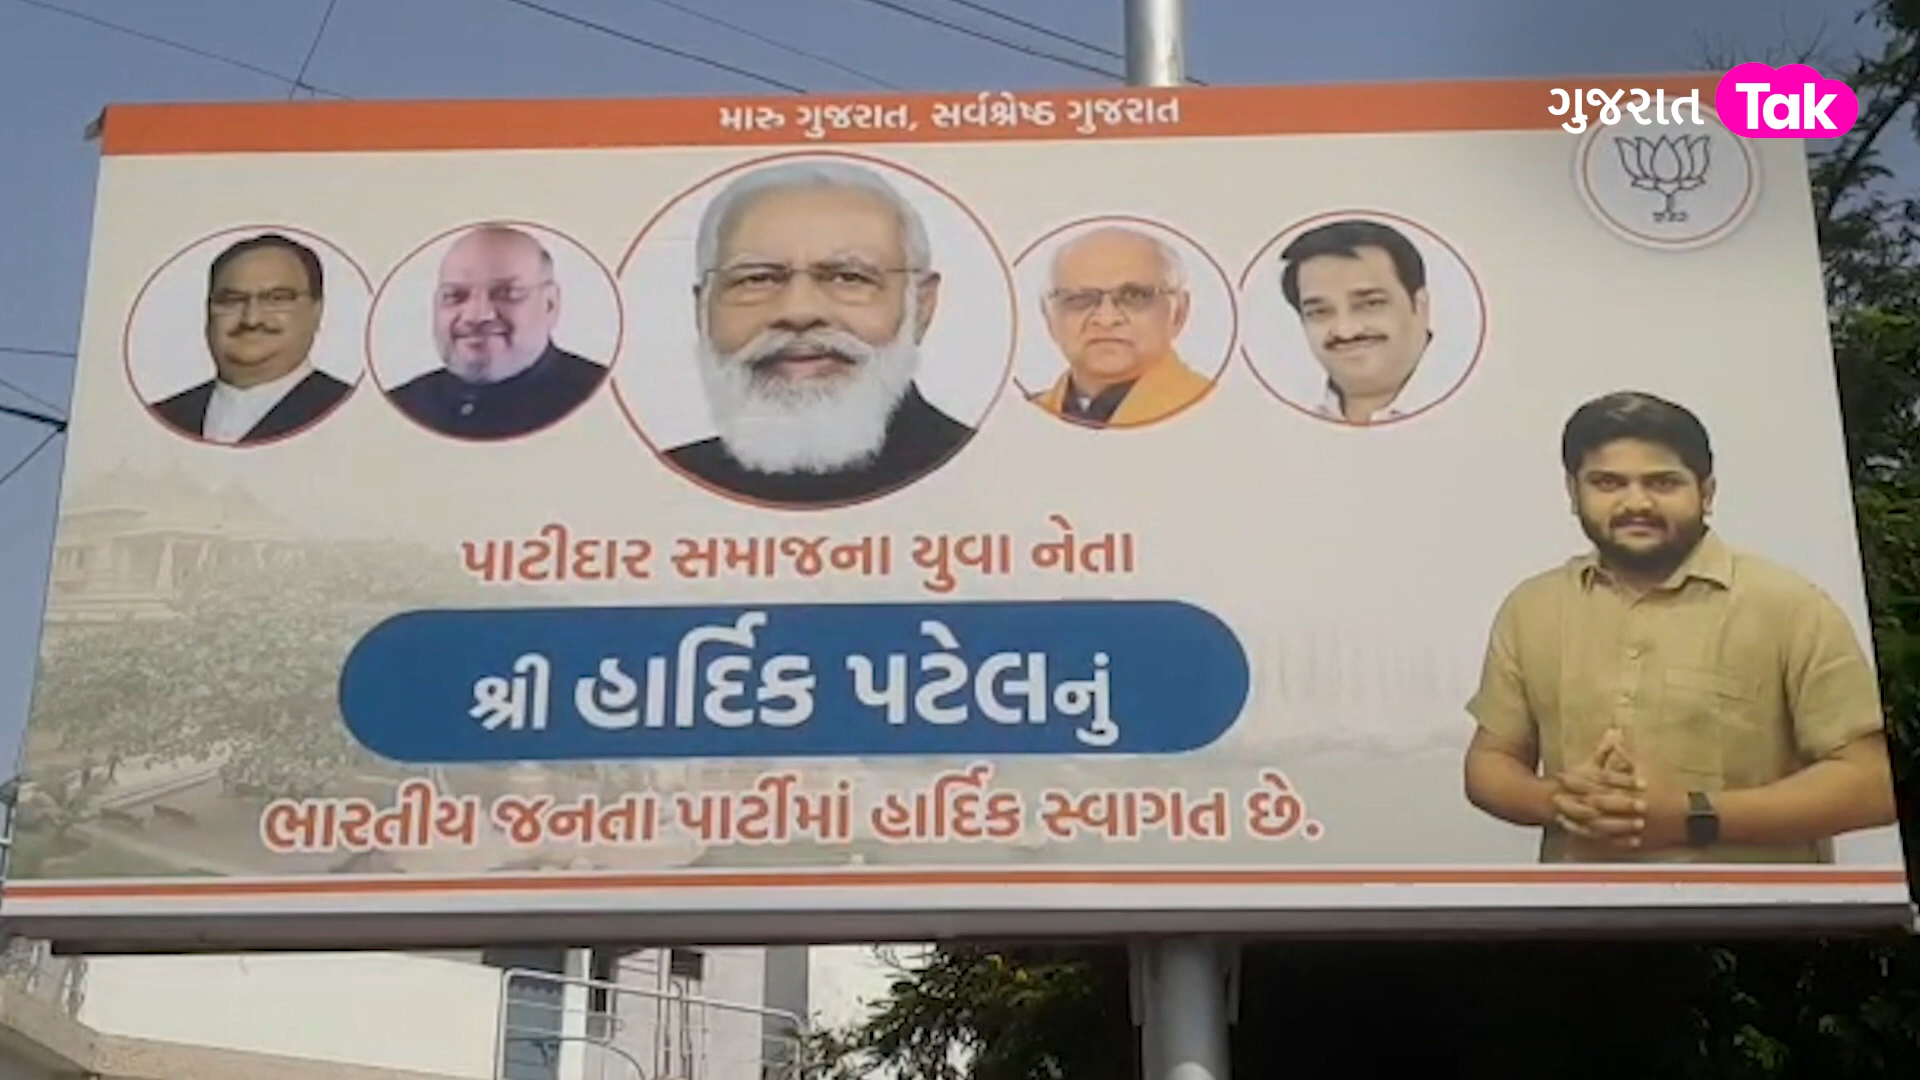 મારુ ગુજરાત, સર્વશ્રેષ્ઠ ગુજરાત
ગુજરાત Tak
પાટીદાર સમાજના યુવા નેતા
શ્રી હાર્દિક પટેલનું
ભારતીય જનતા પાર્ટીમાં હાર્દિક સ્વાગત છે.